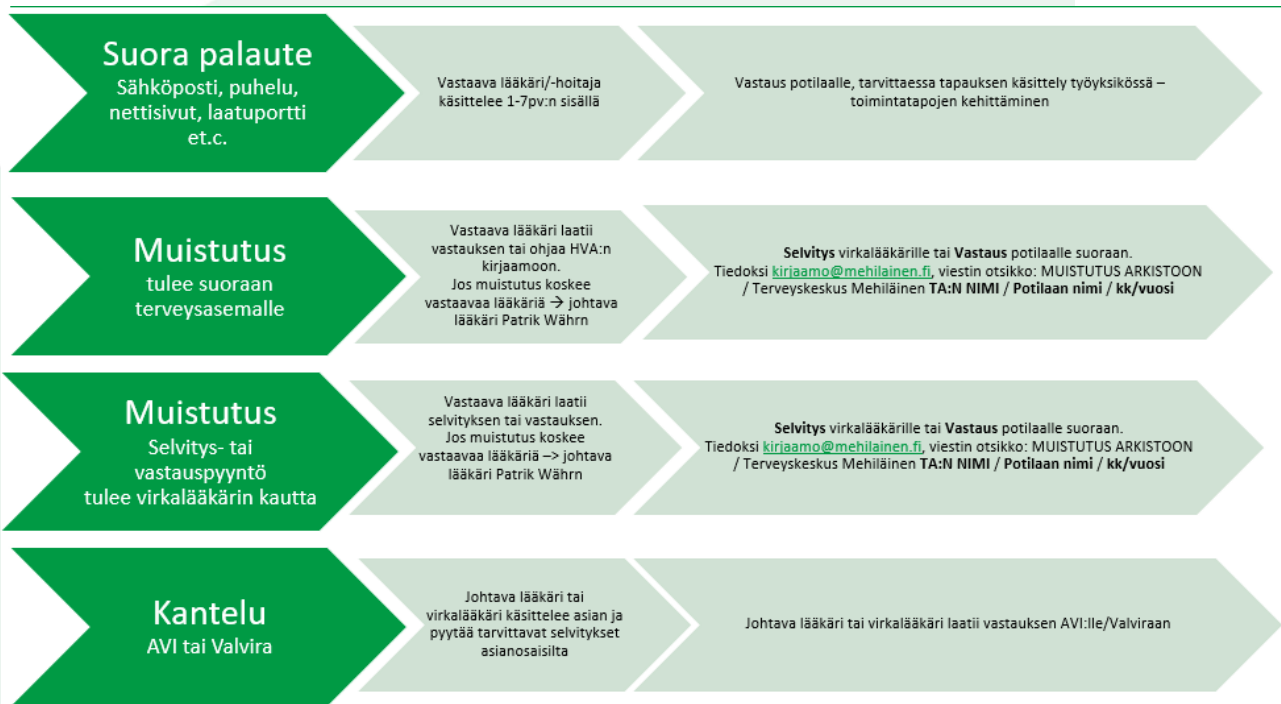 Suora palaute
Sähköposti, puhelu,
nettisivut, laatuportti
et.c.
Vastaava lääkäri/-hoitaja
käsittelee 1-7pv:n sisällä
Vastaus potilaalle, tarvittaessa tapauksen käsittely työyksikössä –
toimintatapojen kehittäminen
Muistutus
tulee suoraan
terveysasemalle
Vastaava lääkäri laatii
vastauksen tai ohjaa HVA:n
kirjaamoon.
Jos muistutus koskee
vastaavaa lääkäriä → johtava
lääkäri Patrik Währn
Selvitys virkalääkärille tai Vastaus potilaalle suoraan.
Tiedoksi kirjaamo@mehilainen.fi, viestin otsikko: MUISTUTUS ARKISTOON
/ Terveyskeskus Mehiläinen TA:N NIMI / Potilaan nimi / kk/vuosi
Muistutus
Selvitys- tai
vastauspyyntö
tulee virkalääkärin kautta
Vastaava lääkäri laatii
selvityksen tai vastauksen.
Jos muistutus koskee
vastaavaa lääkäriä –> johtava
lääkäri Patrik Währn
Selvitys virkalääkärille tai Vastaus potilaalle suoraan.
Tiedoksi kirjaamo@mehilainen.fi, viestin otsikko: MUISTUTUS ARKISTOON
/ Terveyskeskus Mehiläinen TA:N NIMI / Potilaan nimi / kk/vuosi
Kantelu
AVI tai Valvira
Johtava lääkäri tai
virkalääkäri käsittelee asian ja
pyytää tarvittavat selvitykset
asianosaisilta
Johtava lääkäri tai virkalääkäri laatii vastauksen AVI:lle/Valviraan